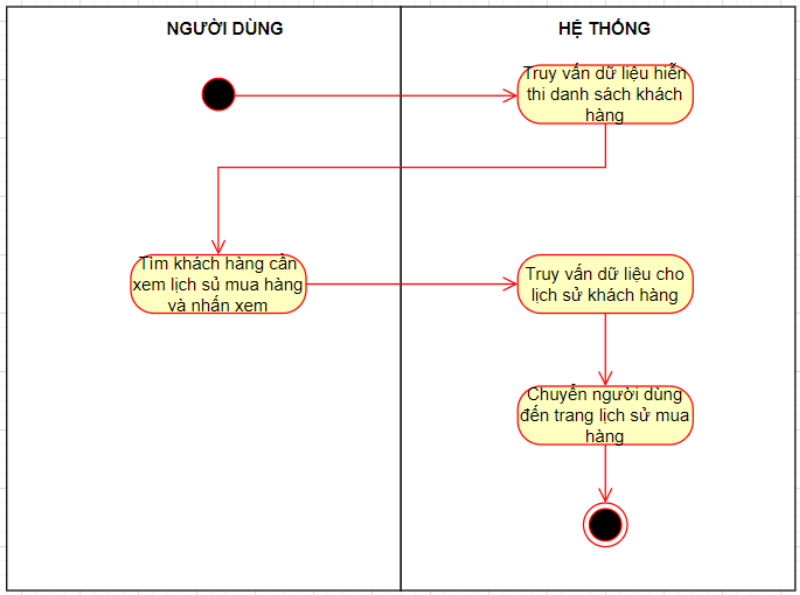 NGƯỜI DÙNG
HỆ THỐNG
Truy vấn dữ liệu hiển
thi danh sách khách
hàng
Tìm khách hàng cần
xem lịch sủ mua hàng
và nhấn xem
Truy vấn dữ liệu cho
lịch sử khách hàng
Chuyển người dùng
đến trang lịch sử mua
hàng